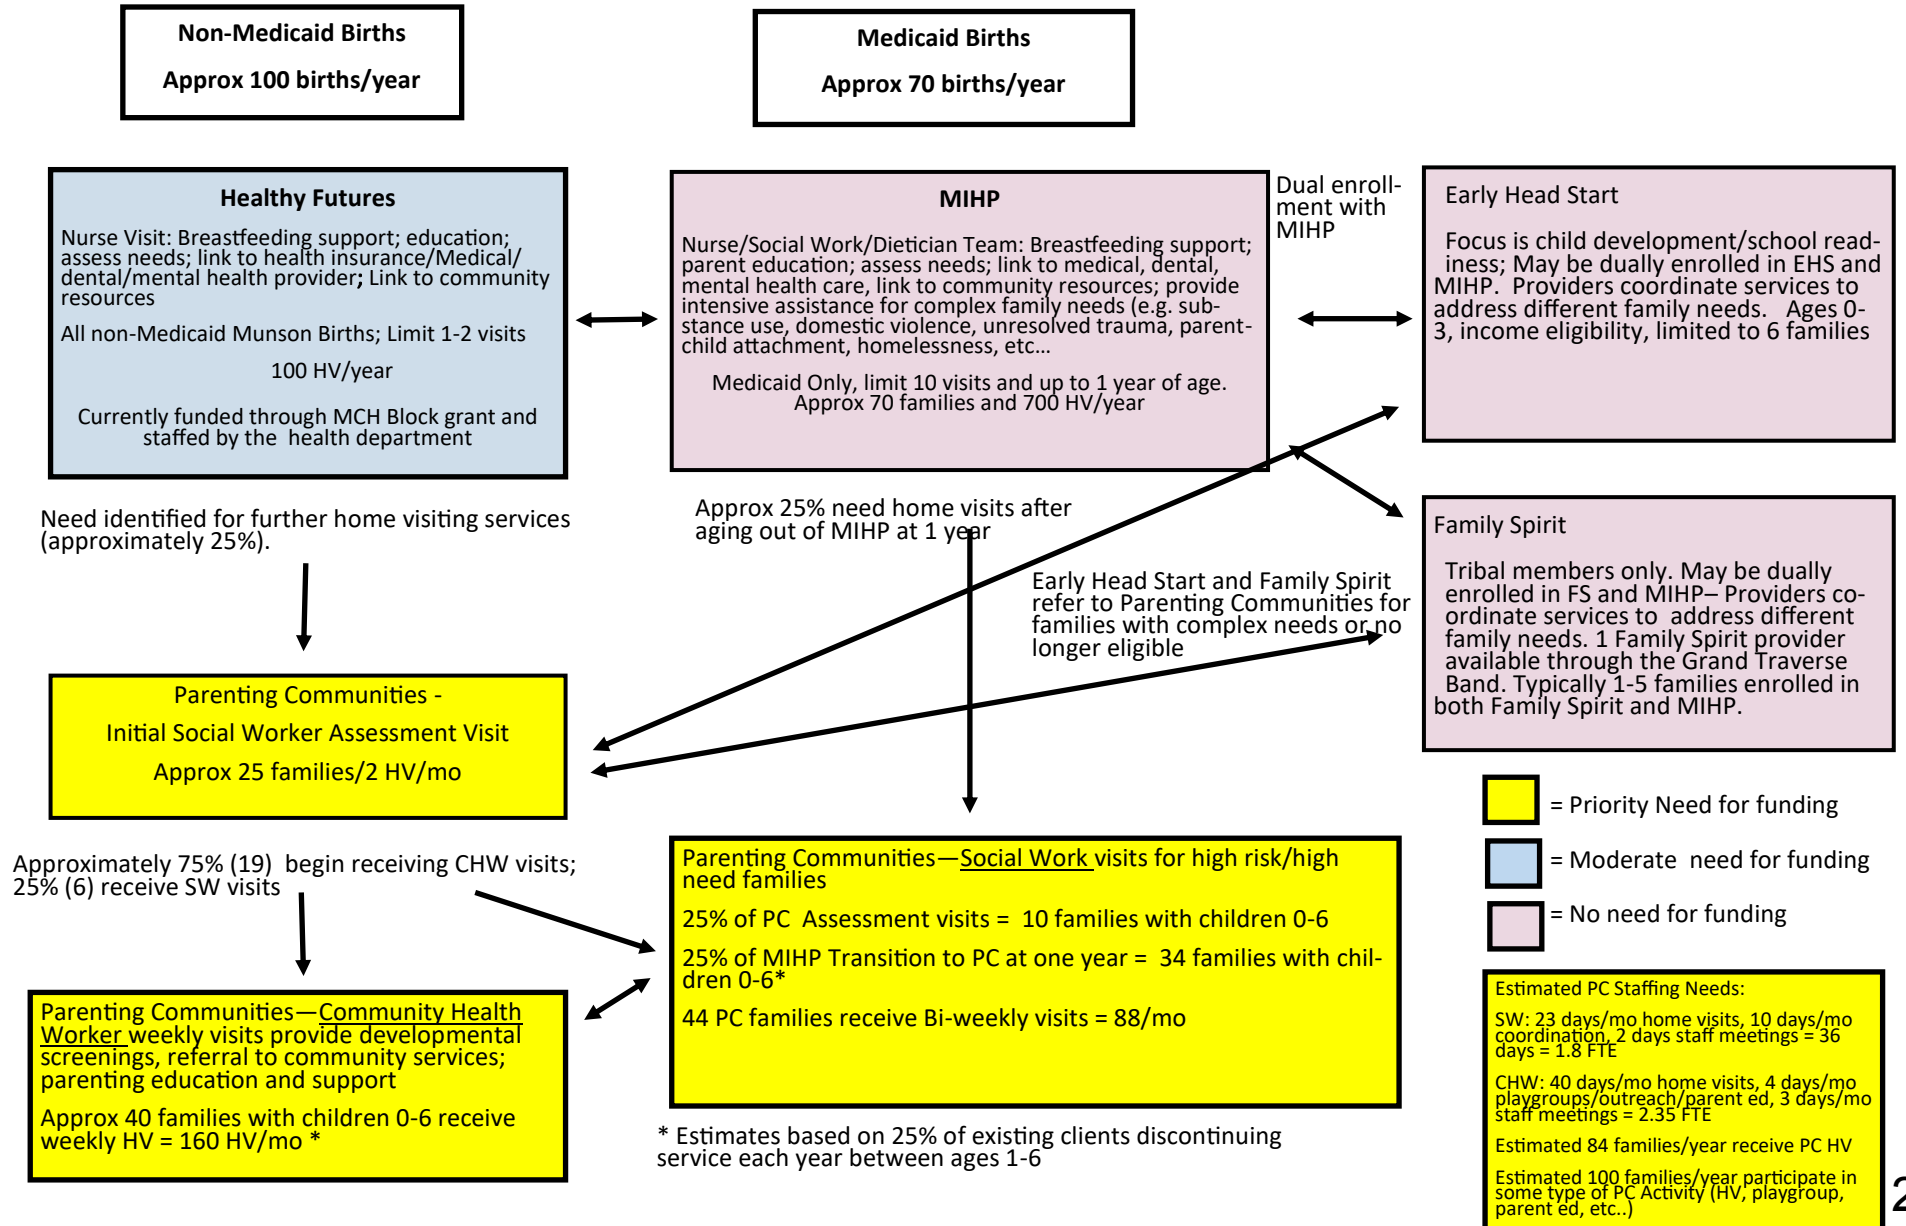 Non-Medicaid Births
Approx 100 births/year
Medicaid Births
Approx 70 births/year
Healthy Futures
Nurse Visit: Breastfeeding support; education;
assess needs; link to health insurance/Medical/
dental/mental health provider; Link to community
resources
All non-Medicaid Munson Births; Limit 1-2 visits
100 HV/year
Currently funded through MCH Block grant and
staffed by the health department
MIHP
Nurse/Social Work/Dietician Team: Breastfeeding support;
parent education; assess needs; link to medical, dental,
mental health care, link to community resources; provide
intensive assistance for complex family needs (e.g. sub-
stance use, domestic violence, unresolved trauma, parent-
child attachment, homelessness, etc...
Medicaid Only, limit 10 visits and up to 1 year of age.
Approx 70 families and 700 HV/year
Dual enroll-
ment with
MIHP
Early Head Start
Focus is child development/school read-
iness; May be dually enrolled in EHS and
MIHP. Providers coordinate services to
address different family needs. Ages 0-
3, income eligibility, limited to 6 families
Need identified for further home visiting services
(approximately 25%).
Approx 25% need home visits after
aging out of MIHP at 1 year
Early Head Start and Family Spirit
refer to Parenting Communities for
families with complex needs or no
longer eligible
Family Spirit
Tribal members only. May be dually
enrolled in FS and MIHP– Providers co-
ordinate services to address different
family needs. 1 Family Spirit provider
available through the Grand Traverse
Band. Typically 1-5 families enrolled in
both Family Spirit and MIHP.
Parenting Communities -
Initial Social Worker Assessment Visit
Approx 25 families/2 HV/mo
= Priority Need for funding
= Moderate need for funding
= No need for funding
Approximately 75% (19) begin receiving CHW visits;
25% (6) receive SW visits
Parenting Communities—Social Work visits for high risk/high
need families
25% of PC Assessment visits = 10 families with children 0-6
25% of MIHP Transition to PC at one year = 34 families with chil-
dren 0-6*
44 PC families receive Bi-weekly visits = 88/mo
Parenting Communities—Community Health
Worker weekly visits provide developmental
screenings, referral to community services;
parenting education and support
Approx 40 families with children 0-6 receive
weekly HV = 160 HV/mo *
* Estimates based on 25% of existing clients discontinuing
service each year between ages 1-6
Estimated PC Staffing Needs:
SW: 23 days/mo home visits, 10 days/mo
coordination, 2 days staff meetings = 36
days = 1.8 FTE
CHW: 40 days/mo home visits, 4 days/mo
playgroups/outreach/parent ed, 3 days/mo
staff meetings = 2.35 FTE
Estimated 84 families/year receive PC HV
Estimated 100 families/year participate in
some type of PC Activity (HV, playgroup,
parent ed, etc..)
2